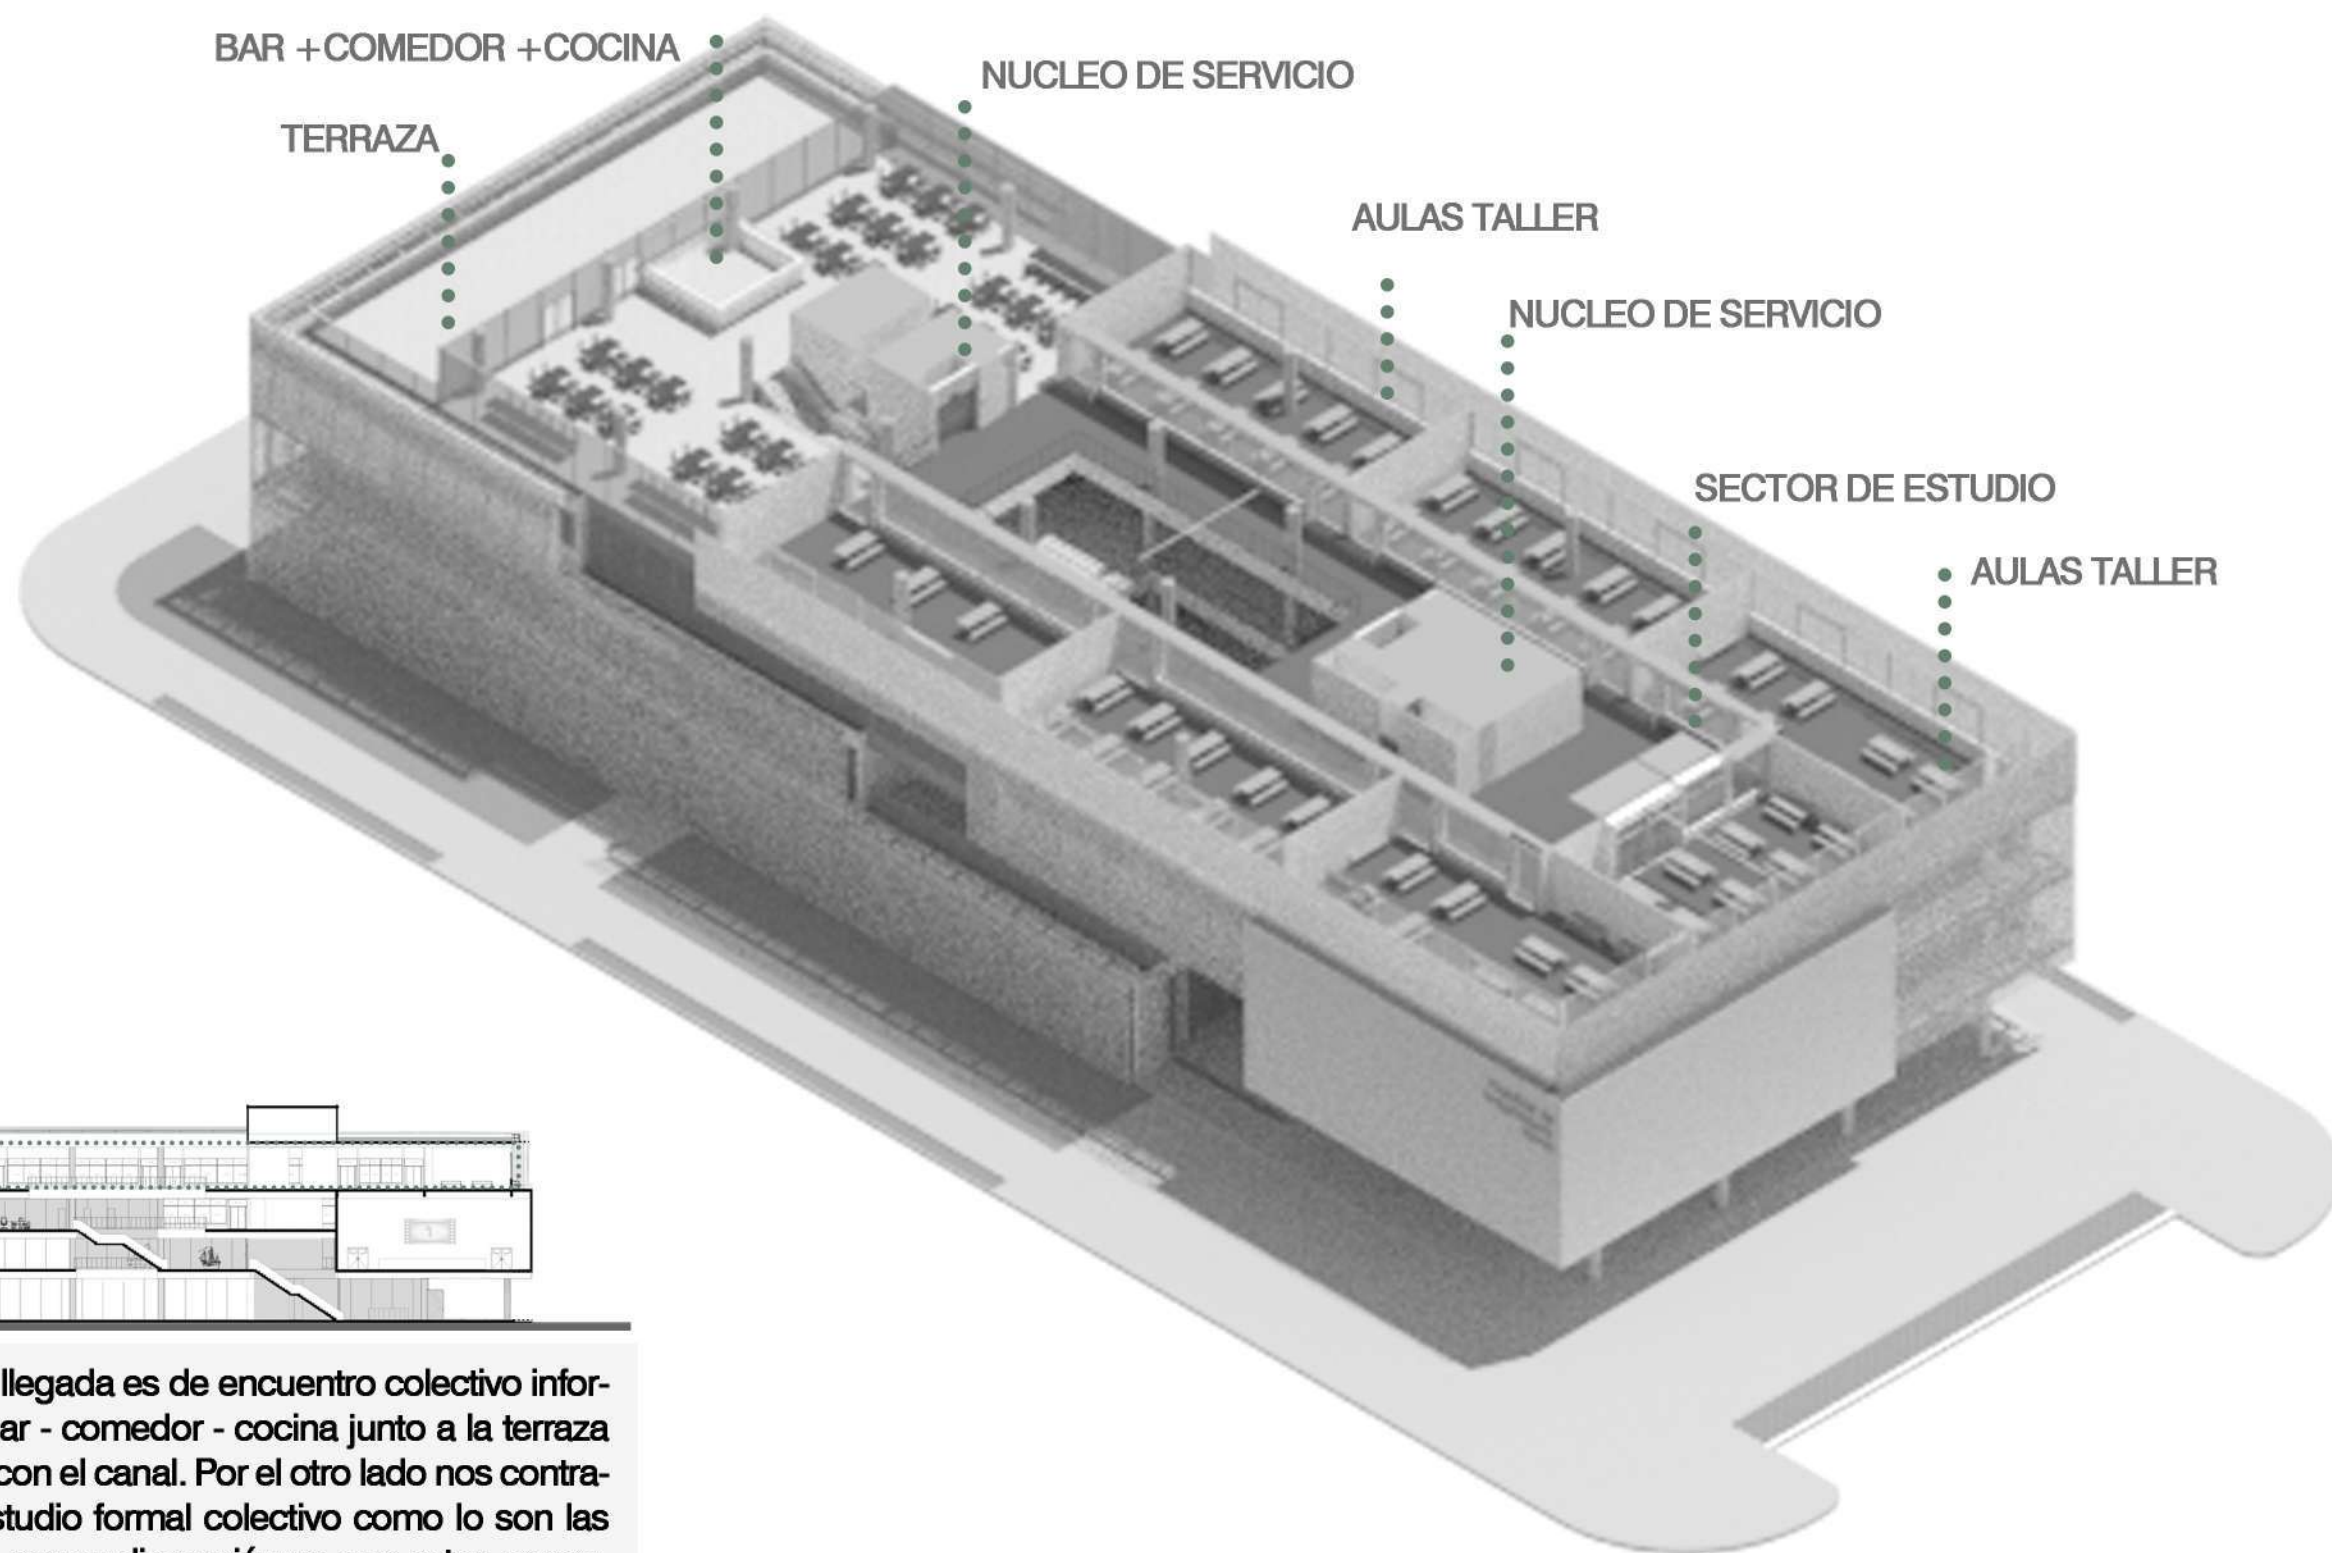 BAR +COMEDOR +COCINA
NUCLEO DE SERVICIO
TERRAZA
AULAS TALLER
NUCLEO DE SERVICIO
SECTOR DE ESTUDIO
AULAS TALLER
llegada es de encuentro colectivo infor-
ar - comedor - cocina junto a la terraza
con el canal. Por el otro lado nos contra-
studio formal colectivo como lo son las